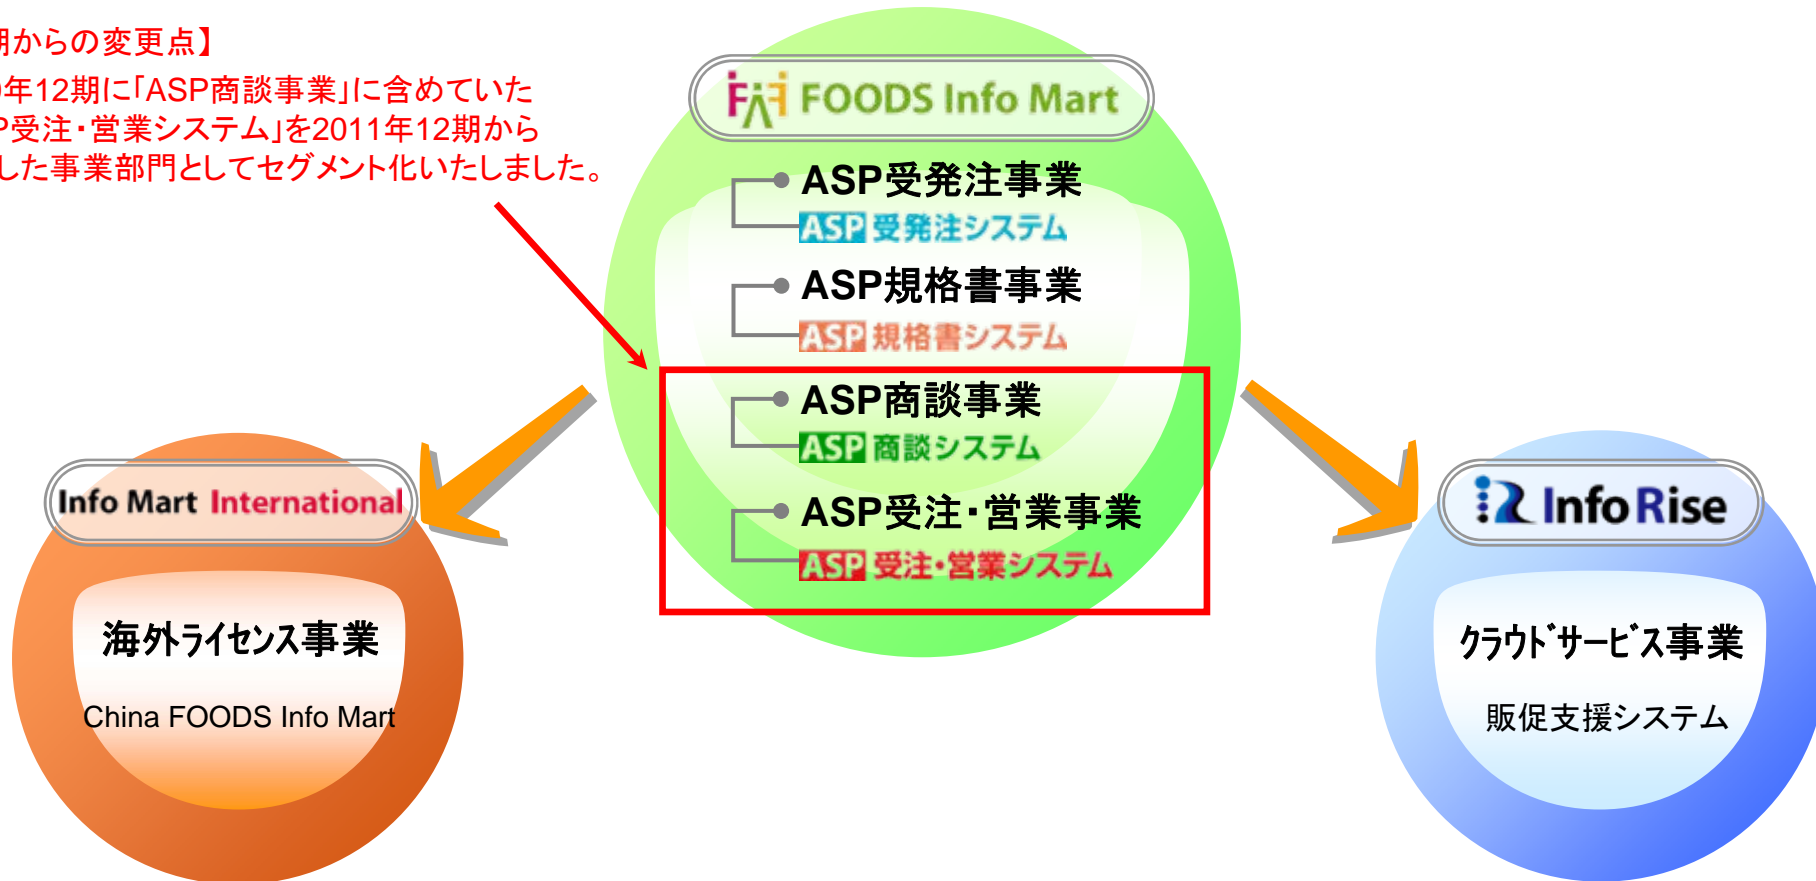 期からの変更点】
年12期に「ASP商談事業」に含めていた
P受注・営業システム」を2011年12期から
した事業部門としてセグメント化いたしました。
FOODS Info Mart
ASP受発注事業
ASP 受発注システム
ASP規格書事業
ASP 規格書システム
ASP商談事業
ASP 商談システム
ASP受注・営業事業
ASP 受注・営業システム
Info Mart International
海外ライセンス事業
China FOODS Info Mart
InfoRise
クラウドサービス事業
販促支援システム